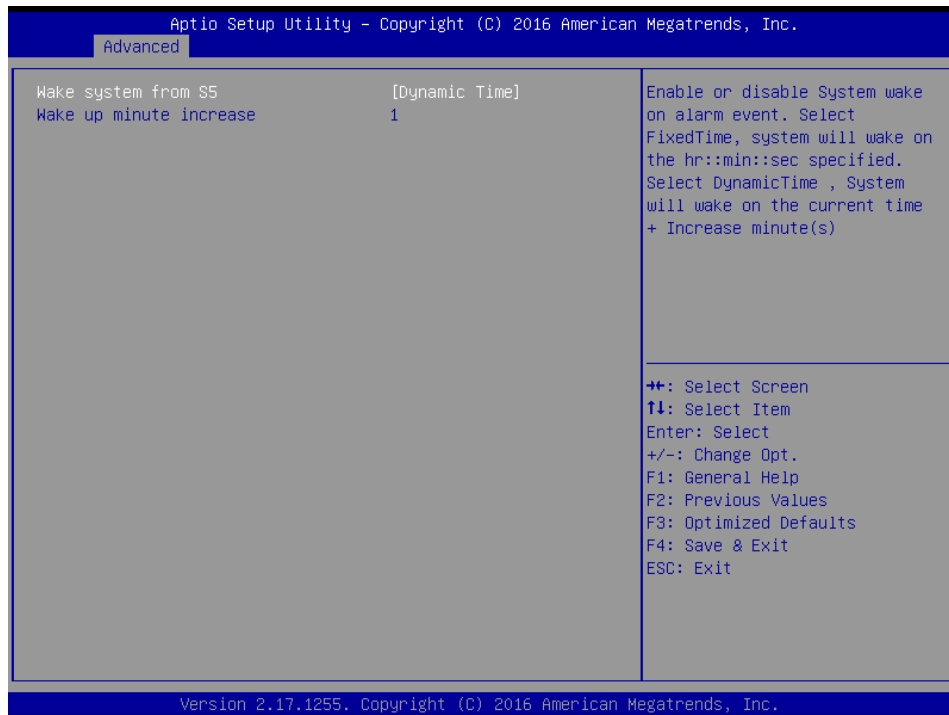 Aptio Setup Utility – Copyright (C) 2016 American Megatrends, Inc.
Advanced
Wake system from S5 [Dynamic Time]
Wake up minute increase 1
Enable or disable System wake
on alarm event. Select
FixedTime, system will wake on
the hr::min::sec specified.
Select DynamicTime , System
will wake on the current time
+ Increase minute(s)
→←: Select Screen
↑↓: Select Item
Enter: Select
+/-: Change Opt.
F1: General Help
F2: Previous Values
F3: Optimized Defaults
F4: Save & Exit
ESC: Exit
Version 2.17.1255. Copyright (C) 2016 American Megatrends, Inc.